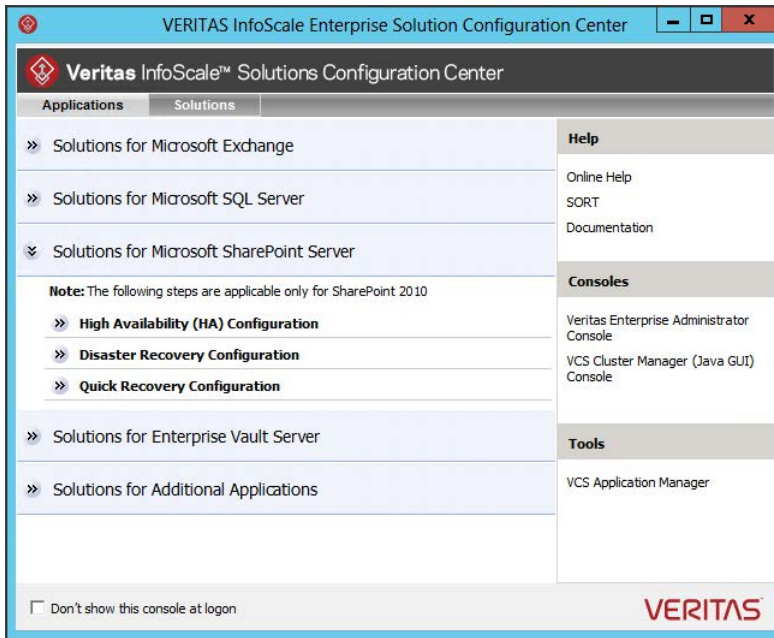 VERITAS InfoScale Enterprise Solution Configuration Center
Veritas InfoScale™ Solutions Configuration Center
Applications
Solutions
Solutions for Microsoft Exchange
Solutions for Microsoft SQL Server
Solutions for Microsoft SharePoint Server
Note: The following steps are applicable only for SharePoint 2010
High Availability (HA) Configuration
Disaster Recovery Configuration
Quick Recovery Configuration
Solutions for Enterprise Vault Server
Solutions for Additional Applications
Help
Online Help
SORT
Documentation
Consoles
Veritas Enterprise Administrator
Console
VCS Cluster Manager (Java GUI)
Console
Tools
VCS Application Manager
Don't show this console at logon
VERITAS